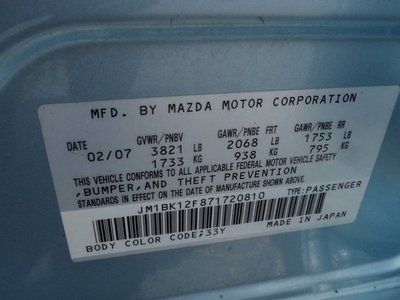 MFD. BY MAZDA MOTOR CORPORATION
GVWR/PNBV GAWR/PNBE FRT GAWR/PNBE RR
02/07 3821 LB 2068 LB 1753 LB
1733 KG 938 KG 795 KG
THIS VEHICLE CONFORMS TO ALL APPLICABLE FEDERAL MOTOR VEHICLE SAFETY
,BUMPER,AND THEFT PREVENTION
STANDARDS IN EFFECT ON THE DATE OF MANUFACTURE SHOWN ABOVE.
JM1BK12F871720810 TYPE:PASSENGER
BODY COLOR CODE;33Y MADE IN JAPAN